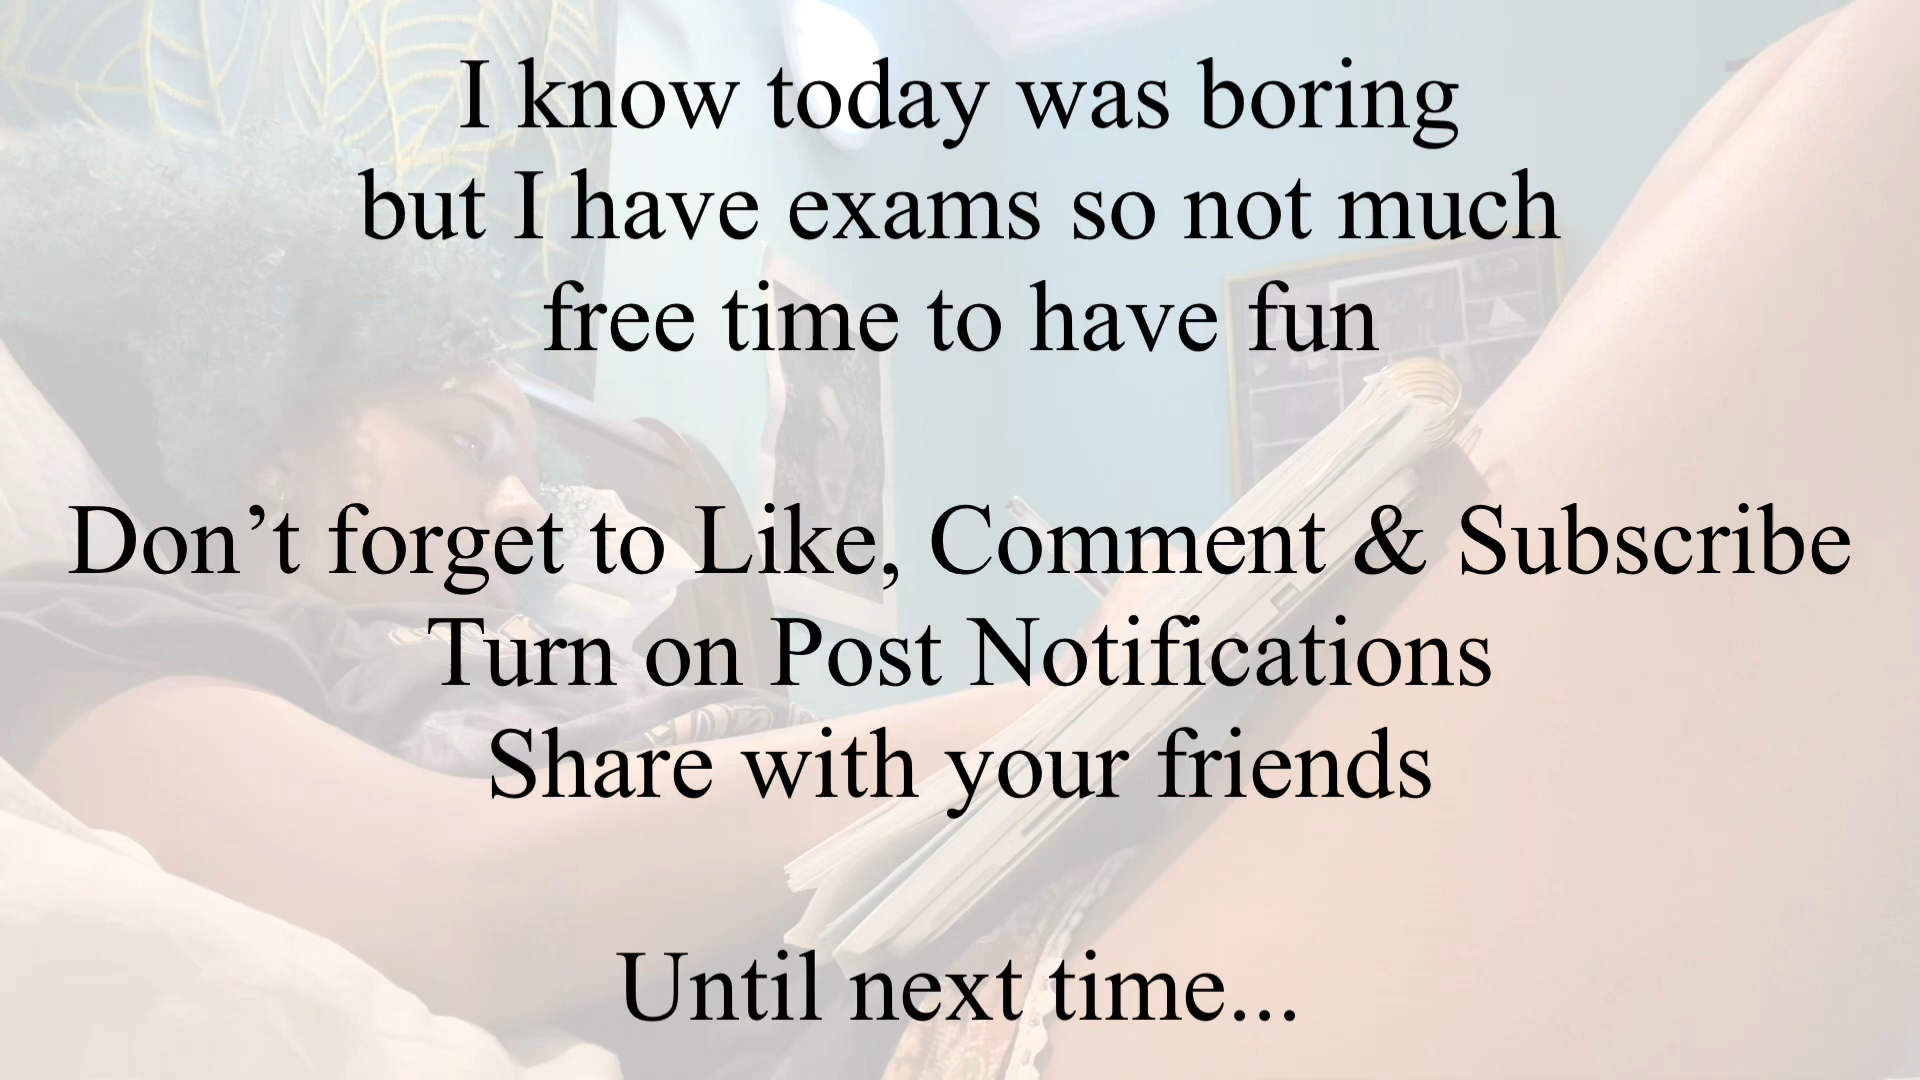 I know today was boring
but I have exams so not much
free time to have fun
Don’t forget to Like, Comment & Subscribe
Turn on Post Notifications
Share with your friends
Until next time...